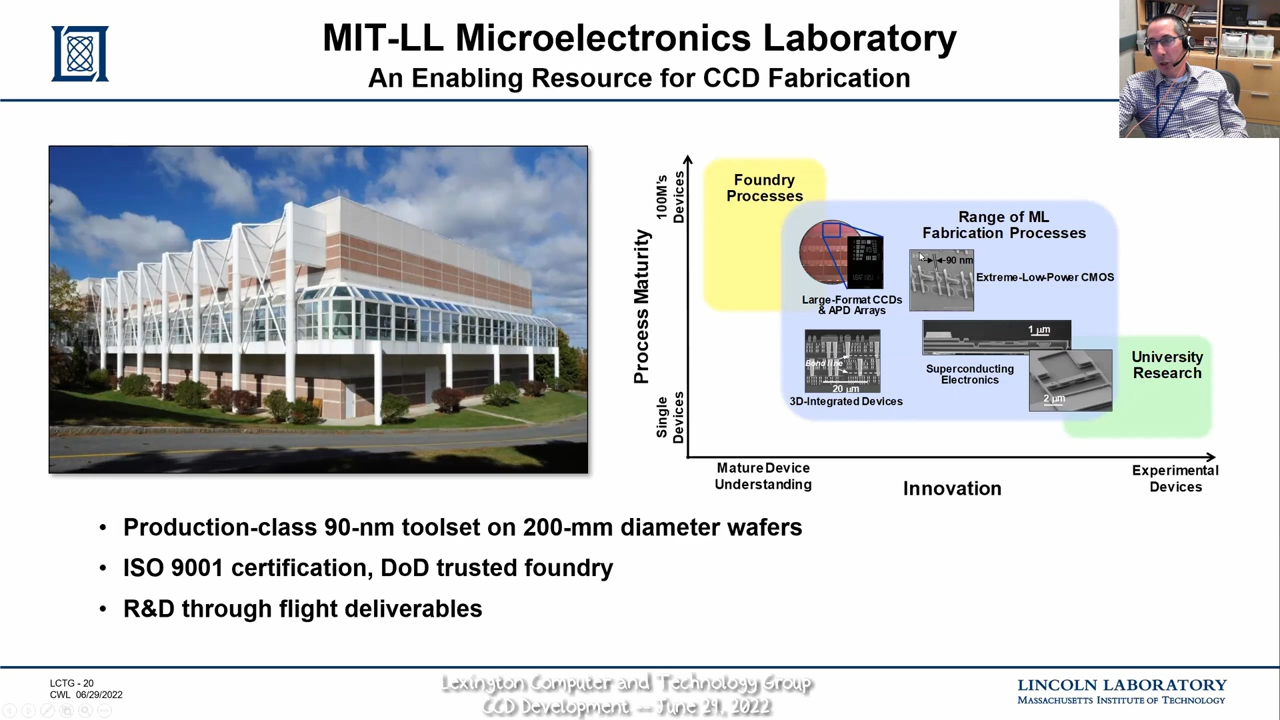 MIT-LL Microelectronics Laboratory
An Enabling Resource for CCD Fabrication
Process Maturity
100M's
Devices
Single
Devices
Foundry
Processes
Range of ML
Fabrication Processes
90 nm
Extreme-Low-Power CMOS
Large-Format CCDs
& APD Arrays
Bond line
20 μm
3D-Integrated Devices
1 μm
Superconducting
Electronics
2 μm
University
Research
Mature Device
Understanding
Innovation
Experimental
Devices
• Production-class 90-nm toolset on 200-mm diameter wafers
• ISO 9001 certification, DoD trusted foundry
• R&D through flight deliverables
LCTG - 20
CWL 06/29/2022
Lexington Computer and Technology Group
CCD Development -- June 29, 2022
LINCOLN LABORATORY
MASSACHUSETTS INSTITUTE OF TECHNOLOGY